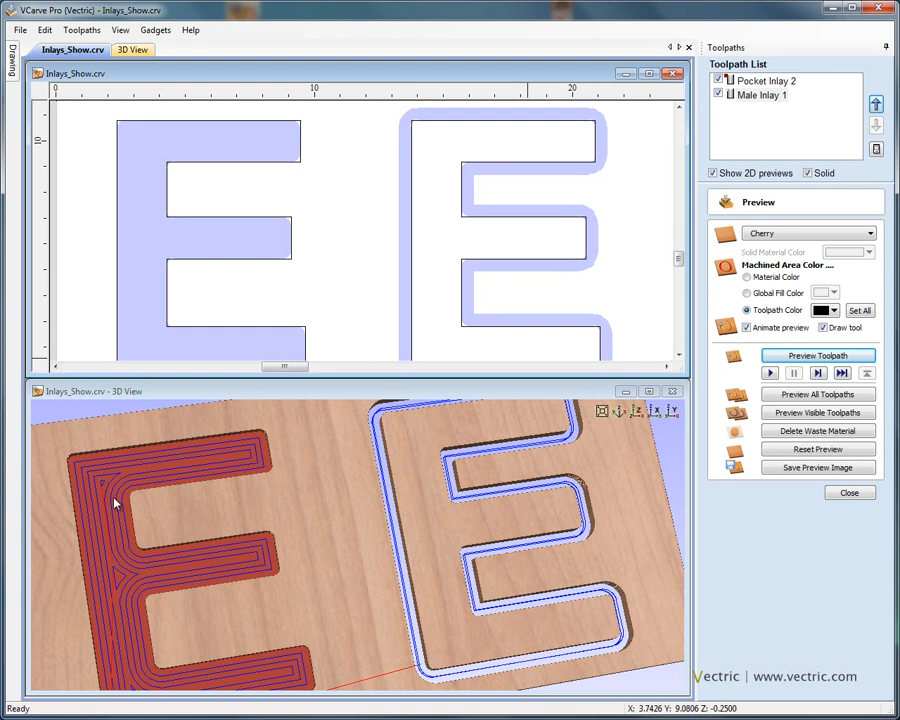 VCarve Pro (Vectric) - Inlays_Show.crv
File Edit Toolpaths View Gadgets Help
Drawing
Inlays_Show.crv 3D View
Inlays_Show.crv
0 10 20
10
Inlays_Show.crv - 3D View
Z X Y
Toolpaths
Toolpath List
Pocket Inlay 2
Male Inlay 1
Show 2D previews Solid
Preview
Cherry
Solid Material Color
Machined Area Color ....
Material Color
Global Fill Color
Toolpath Color Set All
Animate preview Draw tool
Preview Toolpath
Preview All Toolpaths
Preview Visible Toolpaths
Delete Waste Material
Reset Preview
Save Preview Image
Close
Vectric | www.vectric.com
Ready X: 3.7426 Y: 9.0806 Z:-0.2500